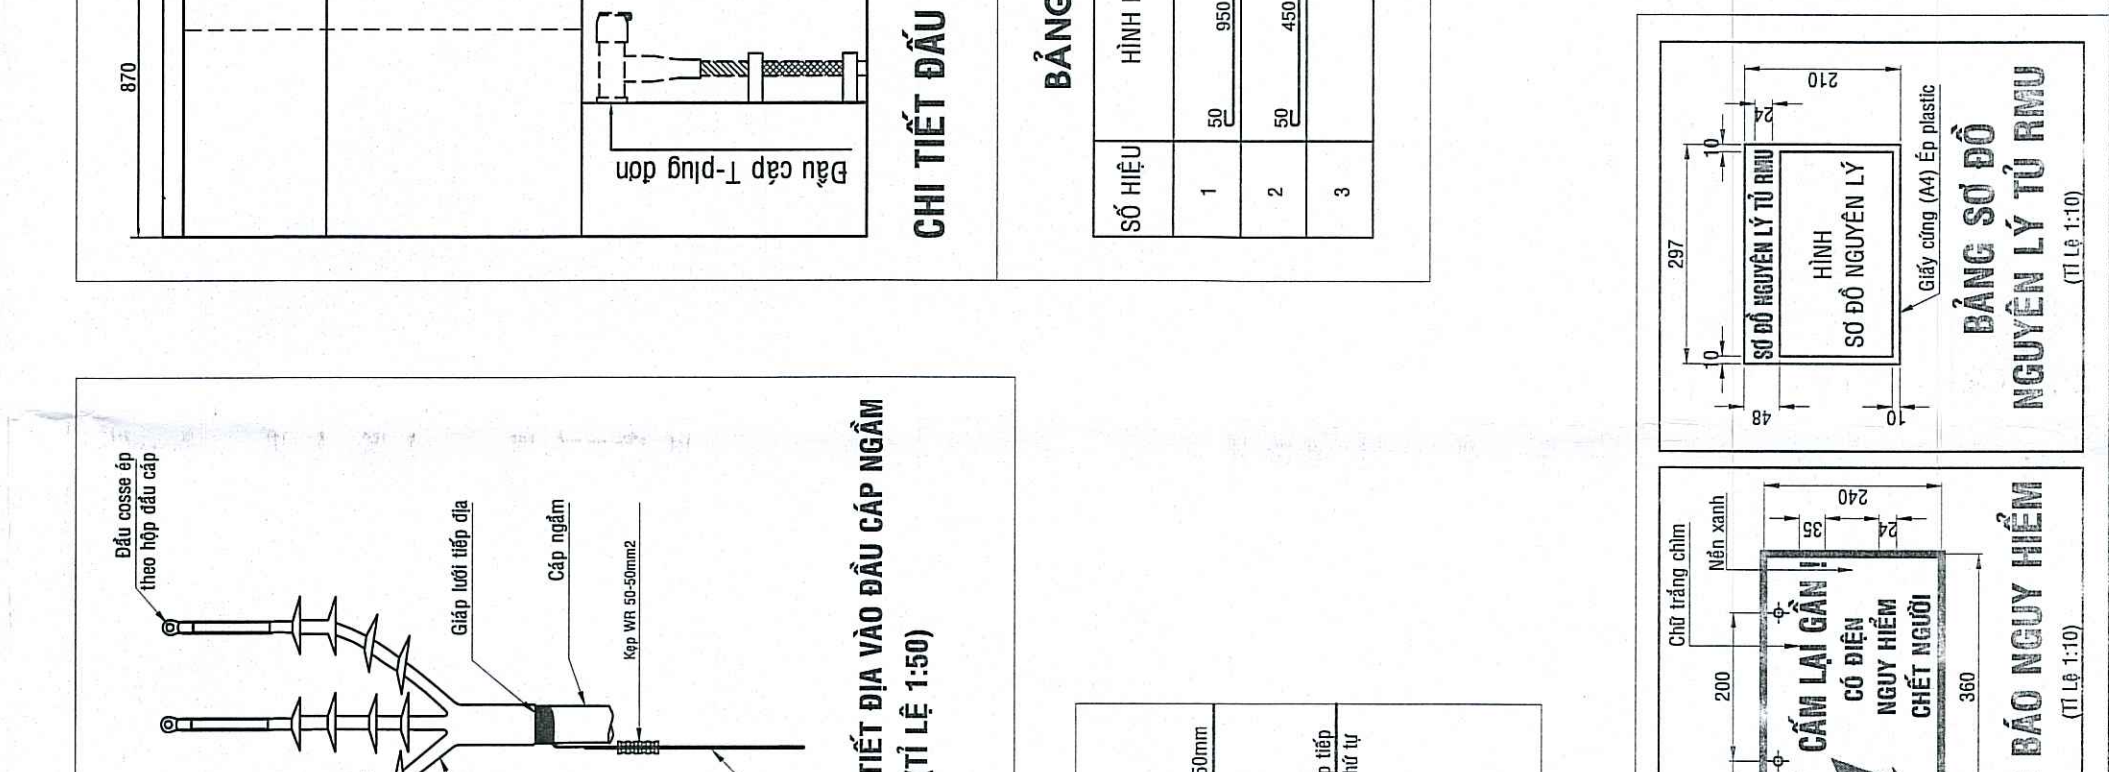 870
Đầu cáp T-plug đơn
CHI TIẾT ĐẤU
BẢNG
SỐ HIỆU
1
50
950
2
50
450
3
297
10
10
24
210
48
10
SƠ ĐỒ NGUYÊN LÝ TỦ RMU
HÌNH
SƠ ĐỒ NGUYÊN LÝ
Giấy cứng (A4) Ép plastic
BẢNG SƠ ĐỒ
NGUYÊN LÝ TỦ RMU
(Tỉ Lệ 1:10)
Đầu cosse ép
theo hộp đầu cáp
Giáp lưới tiếp địa
Cáp ngầm
Kẹp WR 50-50mm2
TIẾT ĐỊA VÀO ĐẦU CÁP NGẦM
(TỈ LỆ 1:50)
tiếp
hứ tự
Chữ trắng chìm
Nền xanh
200
35
24
240
360
CẤM LẠI GẦN !
CÓ ĐIỆN
NGUY HIỂM
CHẾT NGƯỜI
BÁO NGUY HIỂM
(Tỉ Lệ 1:10)